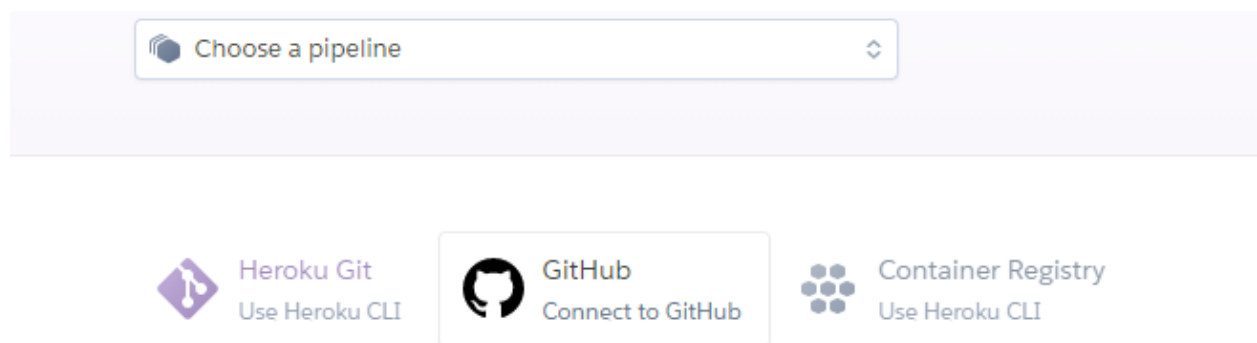 Choose a pipeline
Heroku Git
Use Heroku CLI
GitHub
Connect to GitHub
Container Registry
Use Heroku CLI